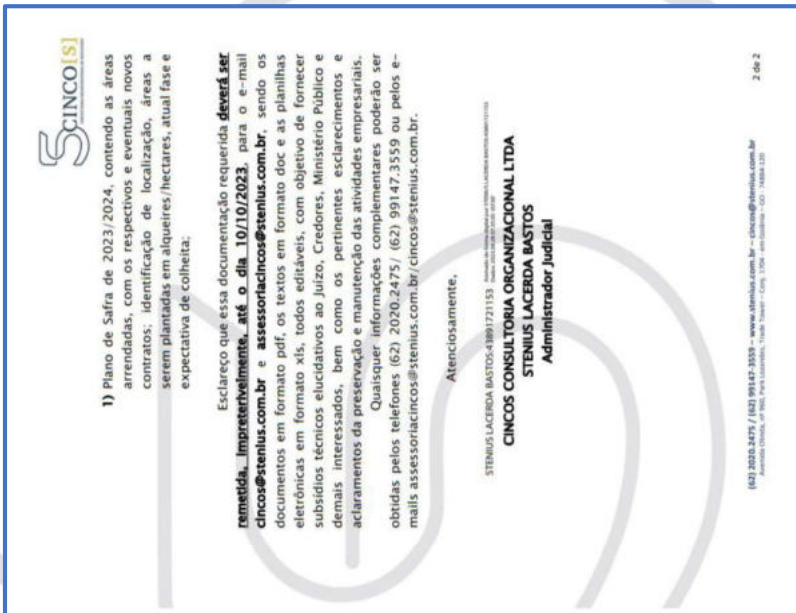 CINCO[S]
1) Plano de Safra de 2023/2024, contendo as áreas
arrendadas, com os respectivos e eventuais novos
contratos; identificação de localização, áreas a
serem plantadas em alqueires/hectares, atual fase e
expectativa de colheita;
Esclareço que essa documentação requerida deverá ser
remetida, impreterivelmente, até o dia 10/10/2023, para o e-mail
cincos@stenius.com.br e assessoriacincos@stenius.com.br, sendo os
documentos em formato pdf, os textos em formato doc e as planilhas
eletrônicas em formato xls, todos editáveis, com objetivo de fornecer
subsídios técnicos elucidativos ao Juízo, Credores, Ministério Público e
demais interessados, bem como os pertinentes esclarecimentos e
aclaramentos da preservação e manutenção das atividades empresariais.
Quaisquer informações complementares poderão ser
obtidas pelos telefones (62) 2020.2475/ (62) 99147.3559 ou pelos e-
mails assessoriacincos@stenius.com.br/cincos@stenius.com.br.
Atenciosamente,
STENIUS LACERDA BASTOS:43891721153
CINCOS CONSULTORIA ORGANIZACIONAL LTDA
STENIUS LACERDA BASTOS
Administrador Judicial
(62) 2020.2475 / (62) 99147-3559 – www.stenius.com.br – cincos@stenius.com.br
2 de 2